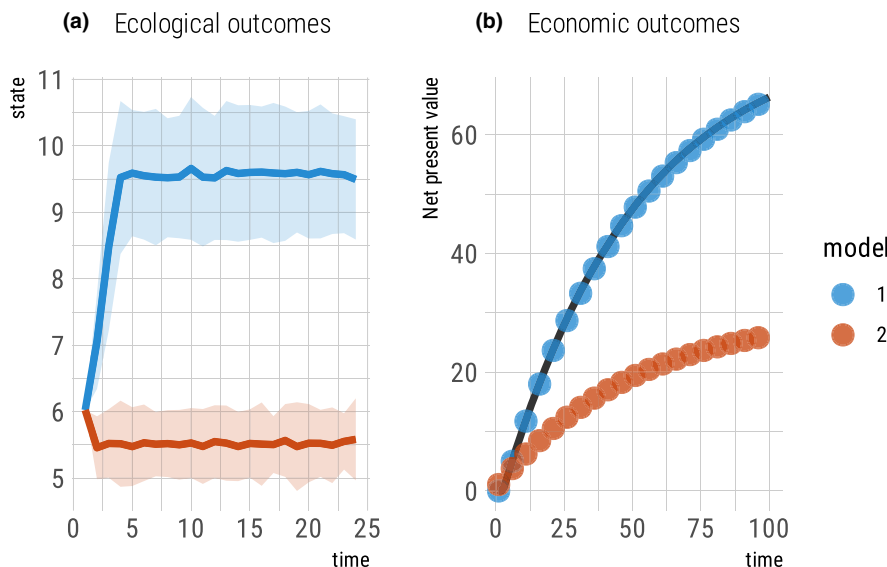 (a) Ecological outcomes
state
11
10
9
8
7
6
5
0 5 10 15 20 25
time
(b) Economic outcomes
Net present value
60
40
20
0
0 25 50 75 100
time
model
1
2